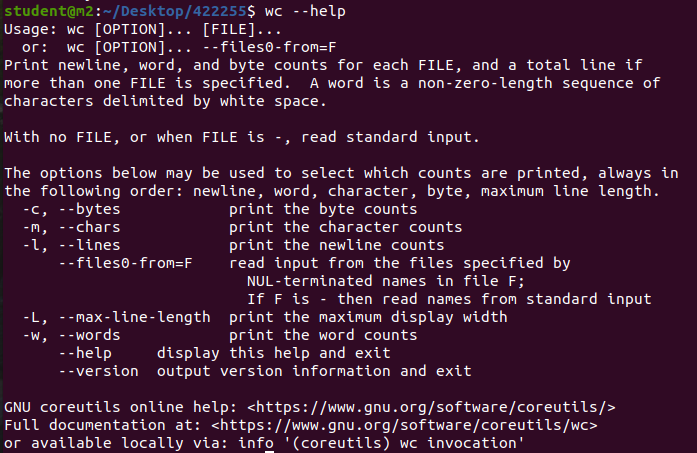 student@m2:~/Desktop/422255$ wc --help
Usage: wc [OPTION]... [FILE]...
  or:  wc [OPTION]... --files0-from=F
Print newline, word, and byte counts for each FILE, and a total line if
more than one FILE is specified.  A word is a non-zero-length sequence of
characters delimited by white space.

With no FILE, or when FILE is -, read standard input.

The options below may be used to select which counts are printed, always in
the following order: newline, word, character, byte, maximum line length.
  -c, --bytes            print the byte counts
  -m, --chars            print the character counts
  -l, --lines            print the newline counts
      --files0-from=F    read input from the files specified by
                           NUL-terminated names in file F;
                           If F is - then read names from standard input
  -L, --max-line-length  print the maximum display width
  -w, --words            print the word counts
      --help     display this help and exit
      --version  output version information and exit

GNU coreutils online help: <https://www.gnu.org/software/coreutils/>
Full documentation at: <https://www.gnu.org/software/coreutils/wc>
or available locally via: info '(coreutils) wc invocation'